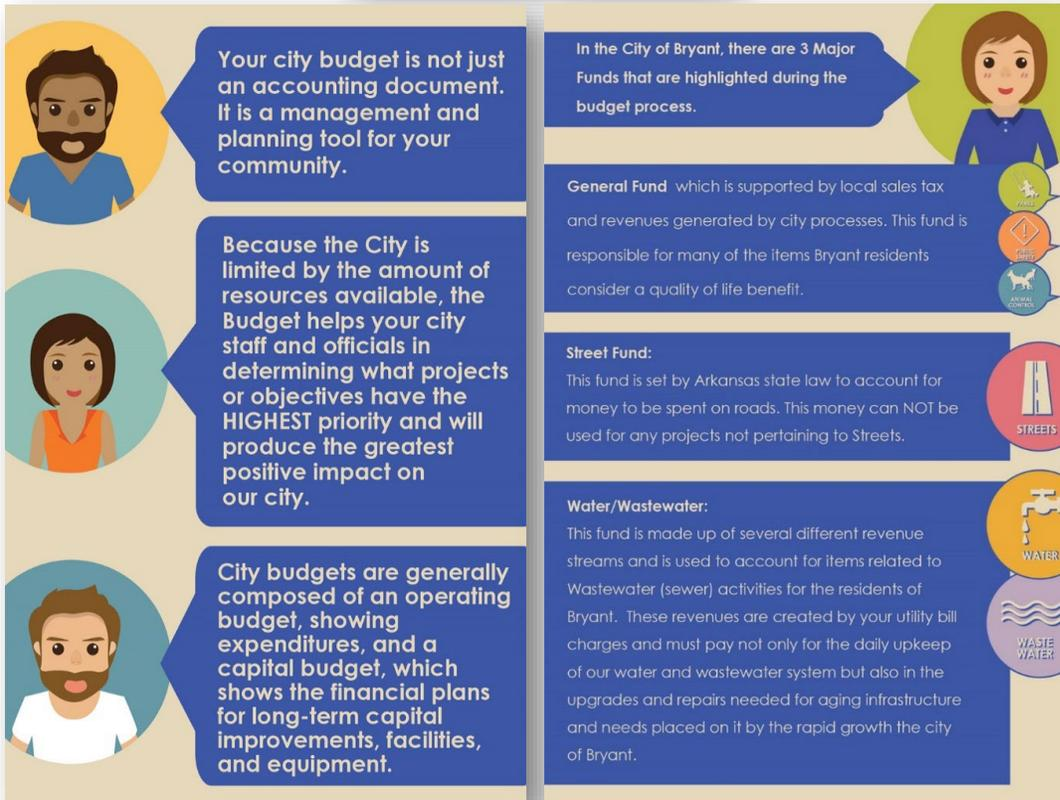 Your city budget is not just
an accounting document.
It is a management and
planning tool for your
community.
Because the City is
limited by the amount of
resources available, the
Budget helps your city
staff and officials in
determining what projects
or objectives have the
HIGHEST priority and will
produce the greatest
positive impact on
our city.
City budgets are generally
composed of an operating
budget, showing
expenditures, and a
capital budget, which
shows the financial plans
for long-term capital
improvements, facilities,
and equipment.
In the City of Bryant, there are 3 Major
Funds that are highlighted during the
budget process.
General Fund which is supported by local sales tax
and revenues generated by city processes. This fund is
responsible for many of the items Bryant residents
consider a quality of life benefit.
PARKS
ANIMAL
CONTROL
Street Fund:
This fund is set by Arkansas state law to account for
money to be spent on roads. This money can NOT be
used for any projects not pertaining to Streets.
STREETS
Water/Wastewater:
This fund is made up of several different revenue
streams and is used to account for items related to
Wastewater (sewer) activities for the residents of
Bryant. These revenues are created by your utility bill
charges and must pay not only for the daily upkeep
of our water and wastewater system but also in the
upgrades and repairs needed for aging infrastructure
and needs placed on it by the rapid growth the city
of Bryant.
WATER
WASTE
WATER